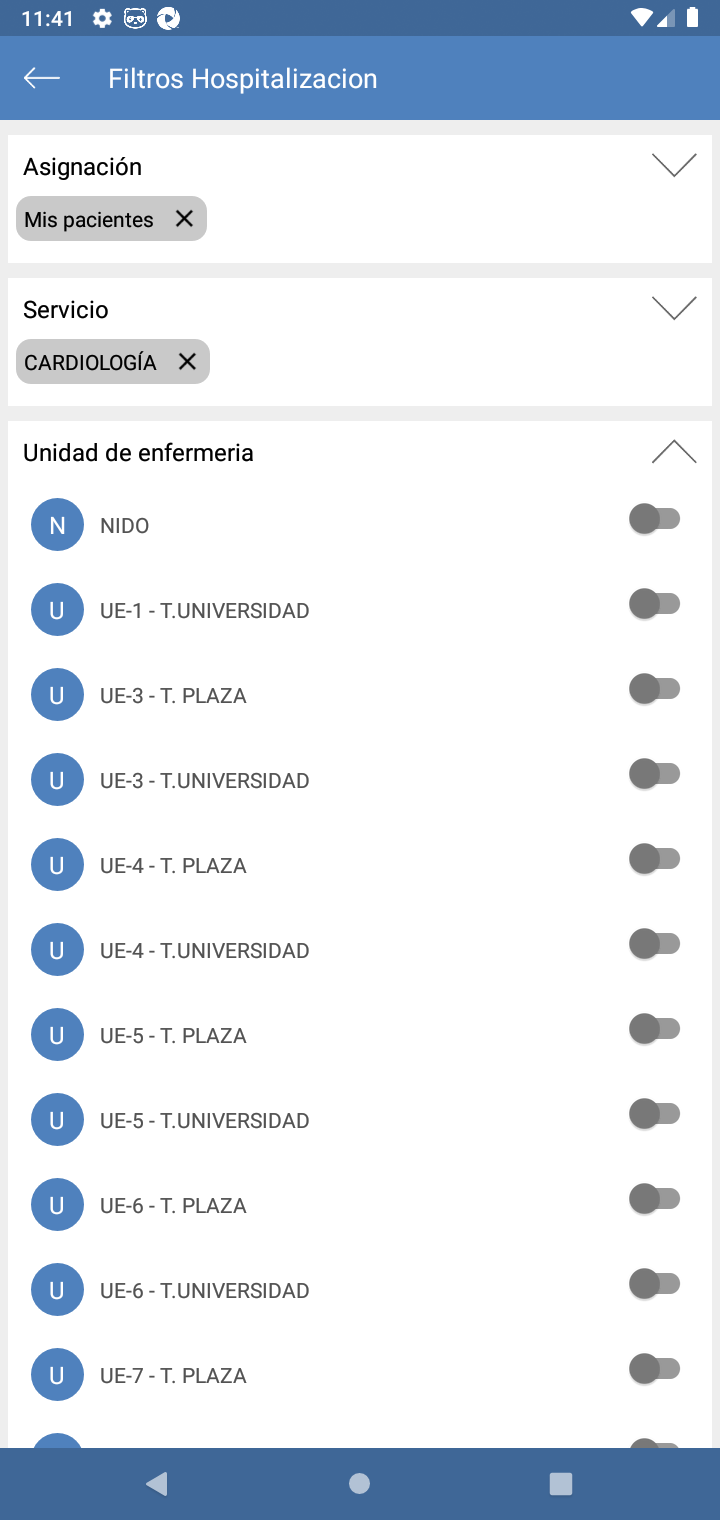 11:41
Filtros Hospitalizacion
Asignación
Mis pacientes
Servicio
CARDIOLOGÍA
Unidad de enfermeria
N NIDO
U UE-1 - T.UNIVERSIDAD
U UE-3 - T. PLAZA
U UE-3 - T.UNIVERSIDAD
U UE-4 - T. PLAZA
U UE-4 - T.UNIVERSIDAD
U UE-5 - T. PLAZA
U UE-5 - T.UNIVERSIDAD
U UE-6 - T. PLAZA
U UE-6 - T.UNIVERSIDAD
U UE-7 - T. PLAZA